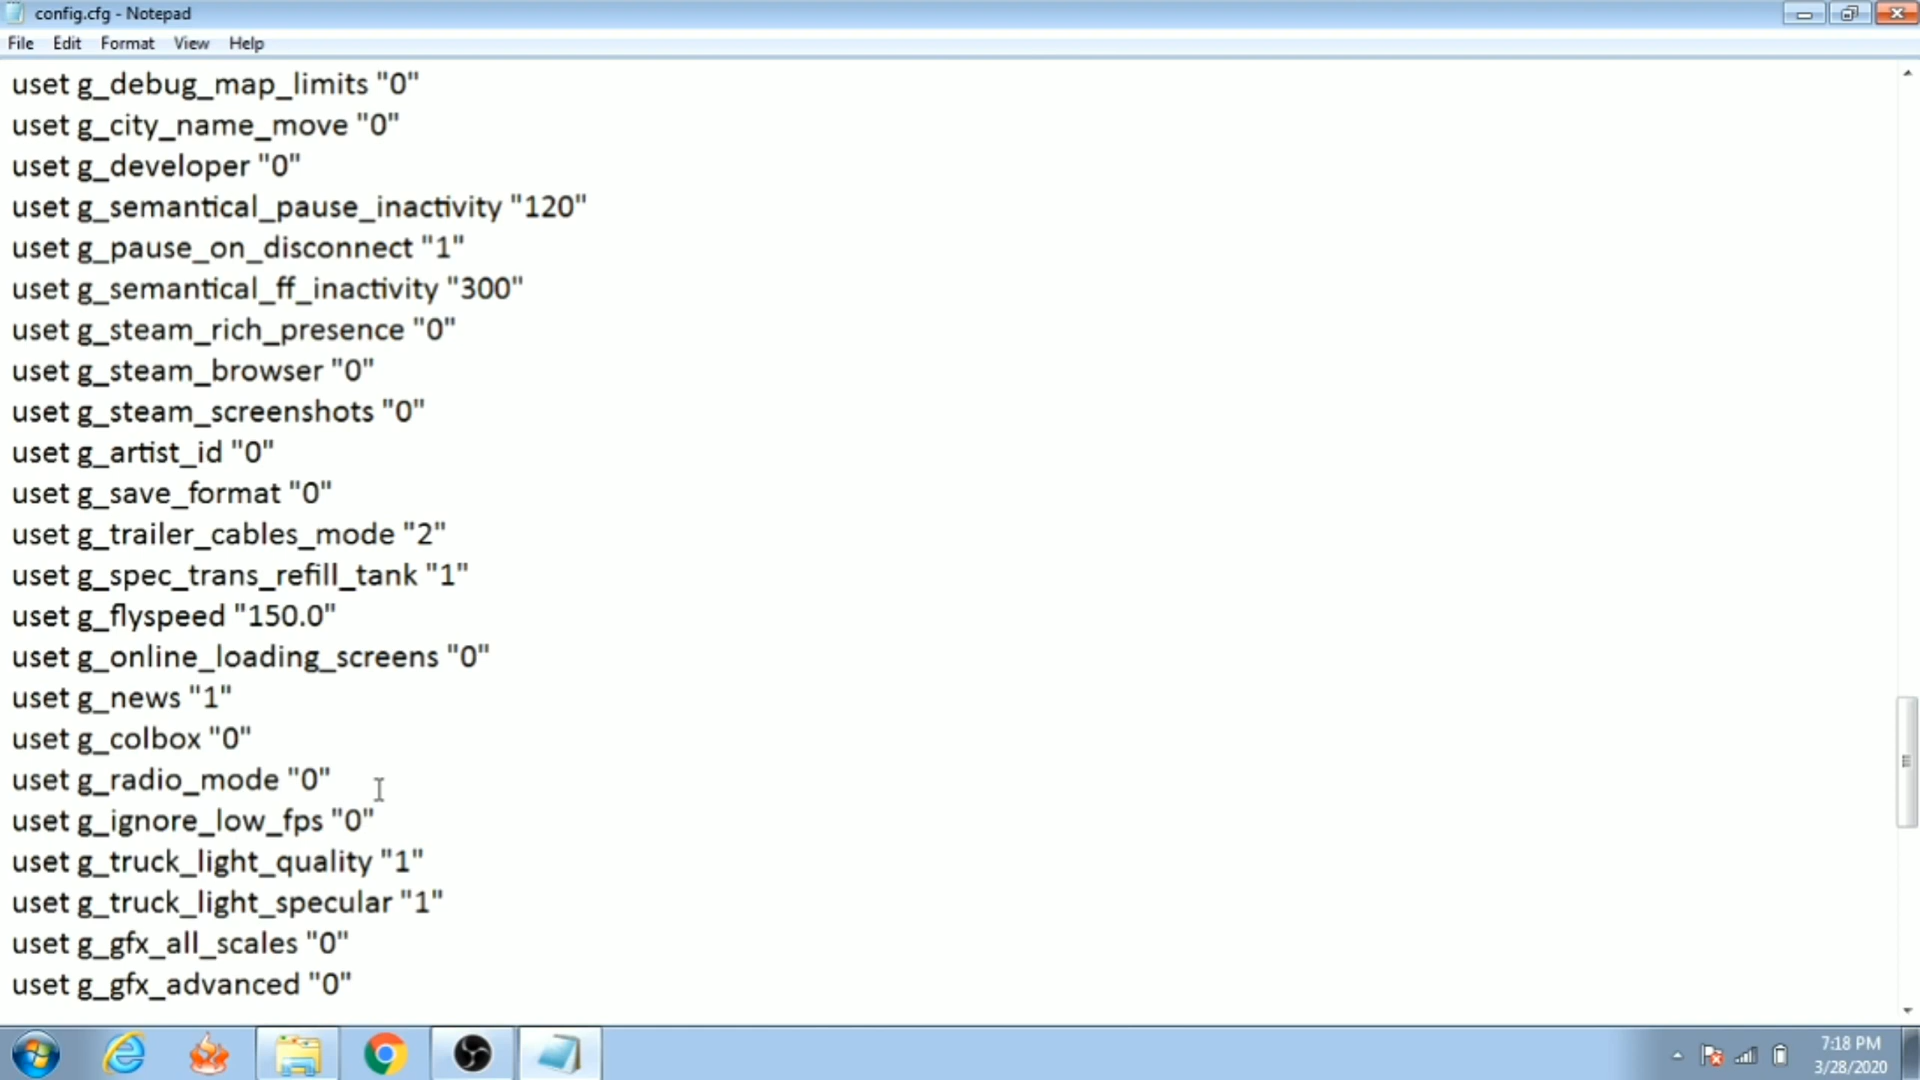 config.cfg - Notepad
File Edit Format View Help
uset g_debug_map_limits "0"
uset g_city_name_move "0"
uset g_developer "0"
uset g_semantical_pause_inactivity "120"
uset g_pause_on_disconnect "1"
uset g_semantical_ff_inactivity "300"
uset g_steam_rich_presence "0"
uset g_steam_browser "0"
uset g_steam_screenshots "0"
uset g_artist_id "0"
uset g_save_format "0"
uset g_trailer_cables_mode "2"
uset g_spec_trans_refill_tank "1"
uset g_flyspeed "150.0"
uset g_online_loading_screens "0"
uset g_news "1"
uset g_colbox "0"
uset g_radio_mode "0"
uset g_ignore_low_fps "0"
uset g_truck_light_quality "1"
uset g_truck_light_specular "1"
uset g_gfx_all_scales "0"
uset g_gfx_advanced "0"
7:18 PM
3/28/2020